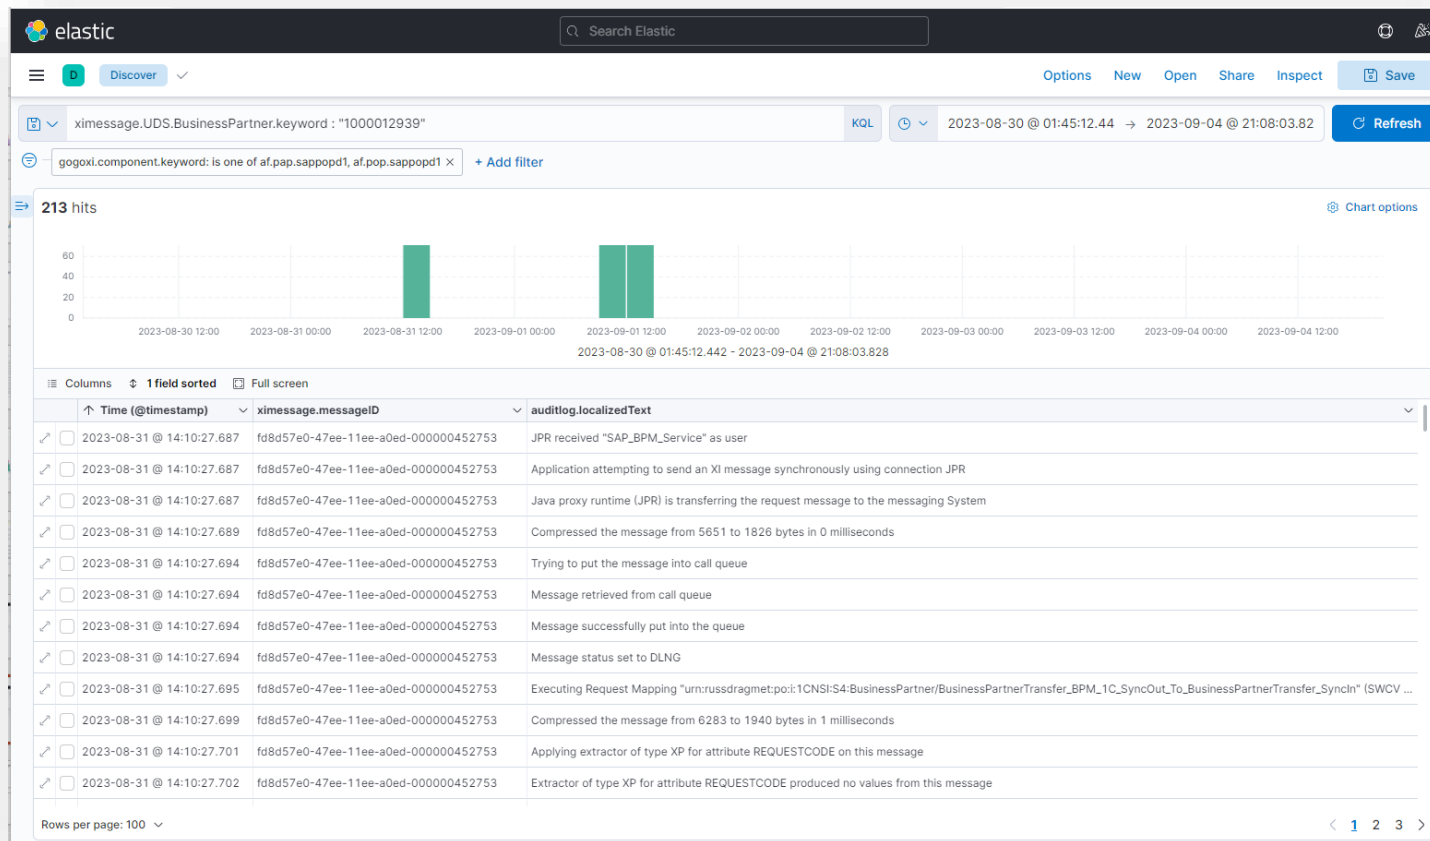 elastic
Search Elastic
D Discover Options New Open Share Inspect Save
ximessage.UDS.BusinessPartner.keyword : "1000012939" KQL 2023-08-30 @ 01:45:12.44 → 2023-09-04 @ 21:08:03.82 Refresh
gogoxi.component.keyword: is one of af.pap.sappopd1, af.pop.sappopd1 × + Add filter
213 hits Chart options
60
40
20
0
2023-08-30 12:00 2023-08-31 00:00 2023-08-31 12:00 2023-09-01 00:00 2023-09-01 12:00 2023-09-02 00:00 2023-09-02 12:00 2023-09-03 00:00 2023-09-03 12:00 2023-09-04 00:00 2023-09-04 12:00
2023-08-30 @ 01:45:12.442 - 2023-09-04 @ 21:08:03.828
Columns 1 field sorted Full screen
Time (@timestamp) ximessage.messageID auditlog.localizedText
2023-08-31 @ 14:10:27.687 fd8d57e0-47ee-11ee-a0ed-000000452753 JPR received "SAP_BPM_Service" as user
2023-08-31 @ 14:10:27.687 fd8d57e0-47ee-11ee-a0ed-000000452753 Application attempting to send an XI message synchronously using connection JPR
2023-08-31 @ 14:10:27.687 fd8d57e0-47ee-11ee-a0ed-000000452753 Java proxy runtime (JPR) is transferring the request message to the messaging System
2023-08-31 @ 14:10:27.689 fd8d57e0-47ee-11ee-a0ed-000000452753 Compressed the message from 5651 to 1826 bytes in 0 milliseconds
2023-08-31 @ 14:10:27.694 fd8d57e0-47ee-11ee-a0ed-000000452753 Trying to put the message into call queue
2023-08-31 @ 14:10:27.694 fd8d57e0-47ee-11ee-a0ed-000000452753 Message retrieved from call queue
2023-08-31 @ 14:10:27.694 fd8d57e0-47ee-11ee-a0ed-000000452753 Message successfully put into the queue
2023-08-31 @ 14:10:27.694 fd8d57e0-47ee-11ee-a0ed-000000452753 Message status set to DLNG
2023-08-31 @ 14:10:27.695 fd8d57e0-47ee-11ee-a0ed-000000452753 Executing Request Mapping "urn:russdragmet:po:i:1CNSI:S4:BusinessPartner/BusinessPartnerTransfer_BPM_1C_SyncOut_To_BusinessPartnerTransfer_SyncIn" (SWCV ...
2023-08-31 @ 14:10:27.699 fd8d57e0-47ee-11ee-a0ed-000000452753 Compressed the message from 6283 to 1940 bytes in 1 milliseconds
2023-08-31 @ 14:10:27.701 fd8d57e0-47ee-11ee-a0ed-000000452753 Applying extractor of type XP for attribute REQUESTCODE on this message
2023-08-31 @ 14:10:27.702 fd8d57e0-47ee-11ee-a0ed-000000452753 Extractor of type XP for attribute REQUESTCODE produced no values from this message
Rows per page: 100 1 2 3